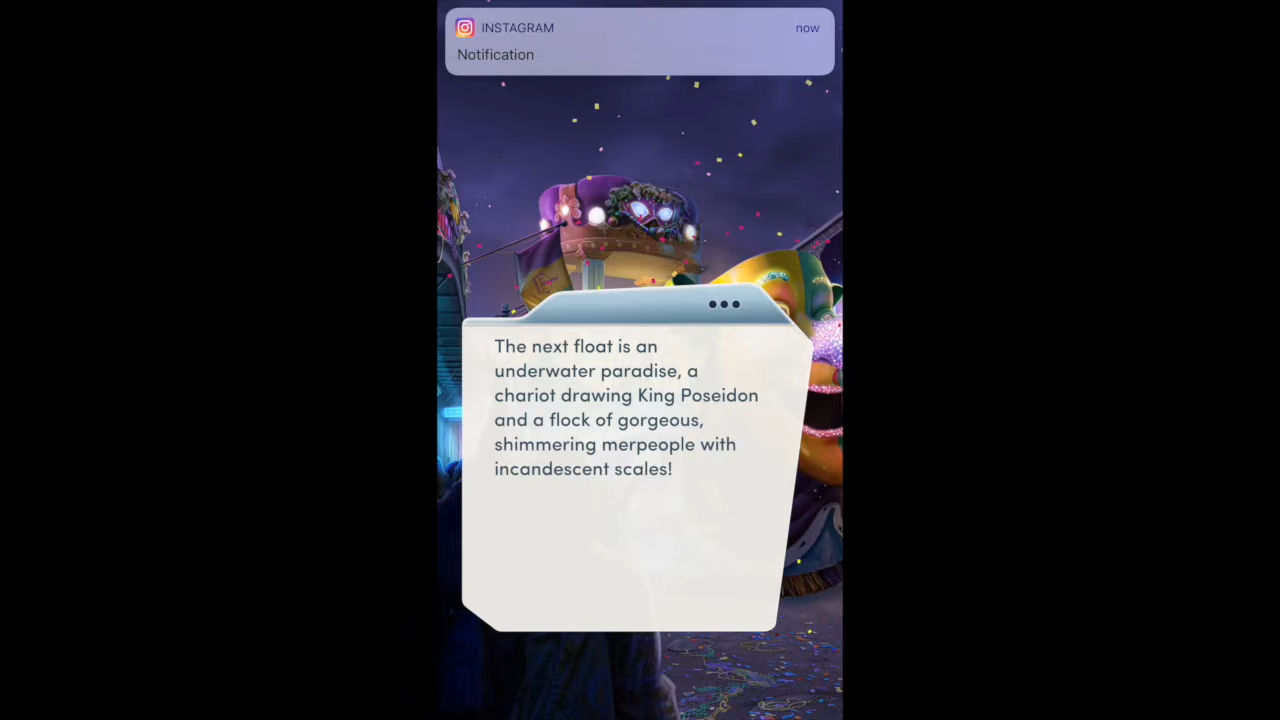 INSTAGRAM now
Notification
The next float is an
underwater paradise, a
chariot drawing King Poseidon
and a flock of gorgeous,
shimmering merpeople with
incandescent scales!